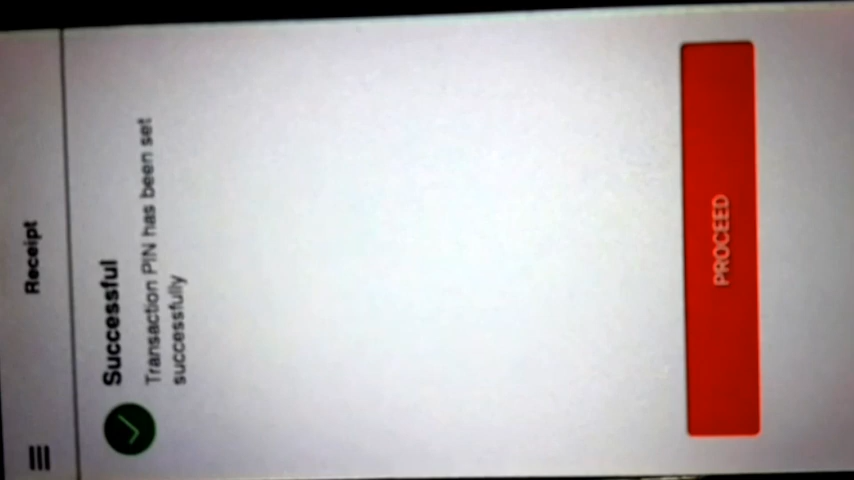 Receipt
Successful
Transaction PIN has been set
successfully
PROCEED